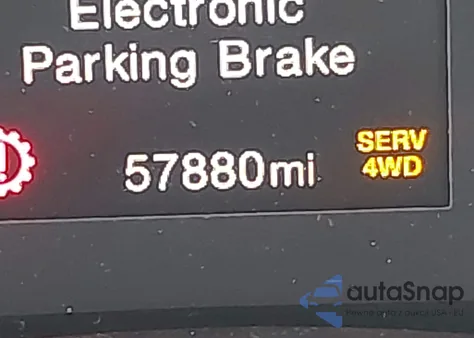 Electronic
Parking Brake
SERV
57880mi 4WD
autaSnap